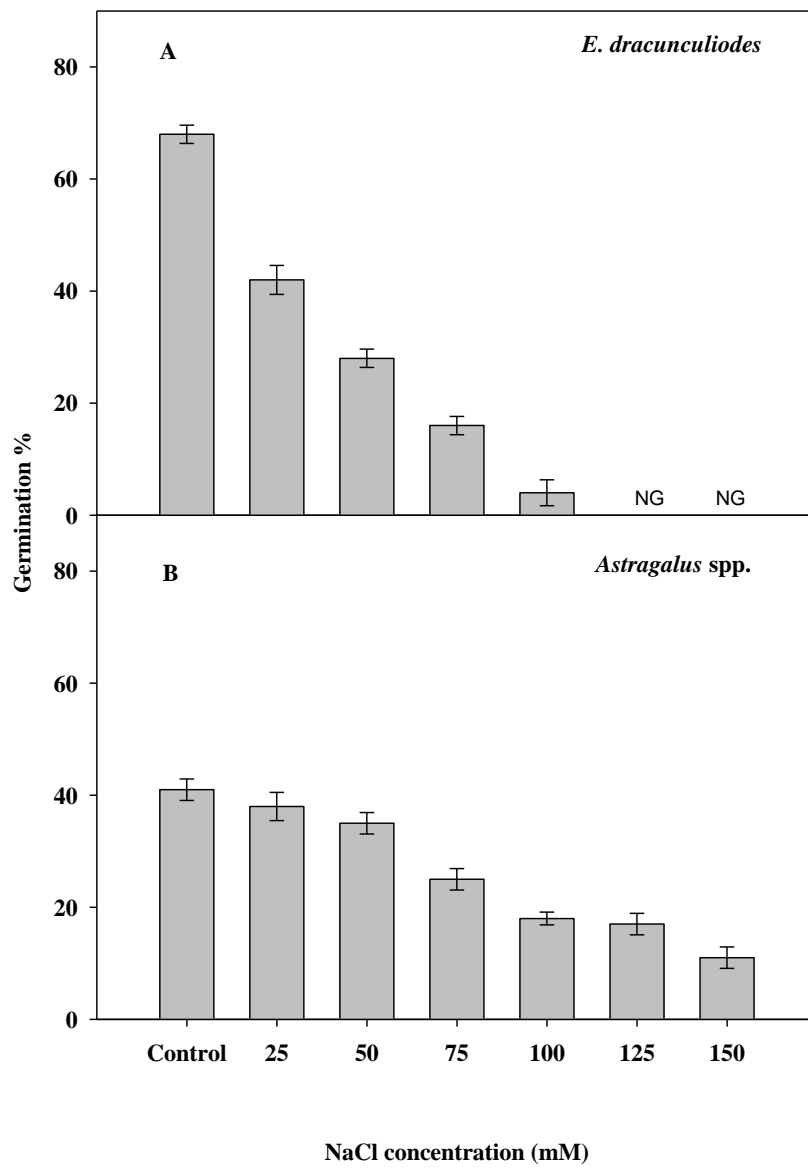 A
E. dracunculiodes
80
60
40
20
0
NG NG
Germination %
B
Astragalus spp.
80
60
40
20
0
Control 25 50 75 100 125 150
NaCl concentration (mM)